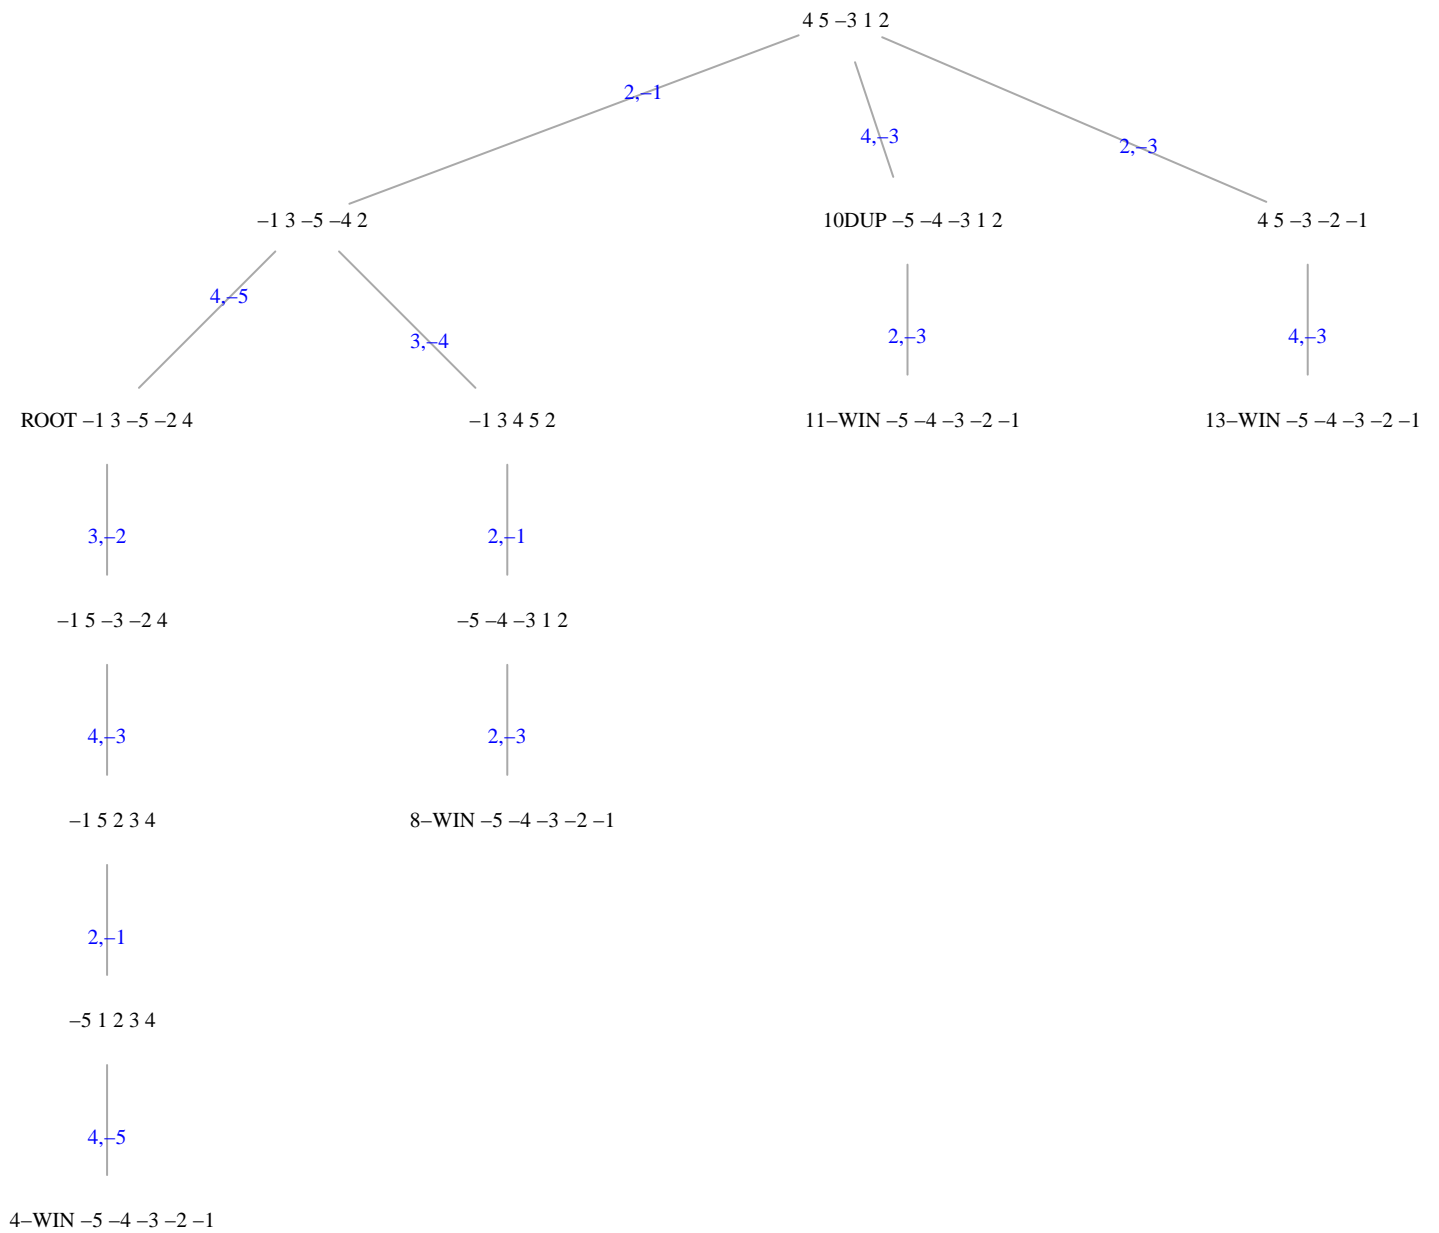 4 5 –3 1 2
2,–1
4,–3
2,–3
–1 3 –5 –4 2
10DUP –5 –4 –3 1 2
4 5 –3 –2 –1
4,–5
3,–4
2,–3
4,–3
ROOT –1 3 –5 –2 4
–1 3 4 5 2
11–WIN –5 –4 –3 –2 –1
13–WIN –5 –4 –3 –2 –1
3,–2
2,–1
–1 5 –3 –2 4
–5 –4 –3 1 2
4,–3
2,–3
–1 5 2 3 4
8–WIN –5 –4 –3 –2 –1
2,–1
–5 1 2 3 4
4,–5
4–WIN –5 –4 –3 –2 –1